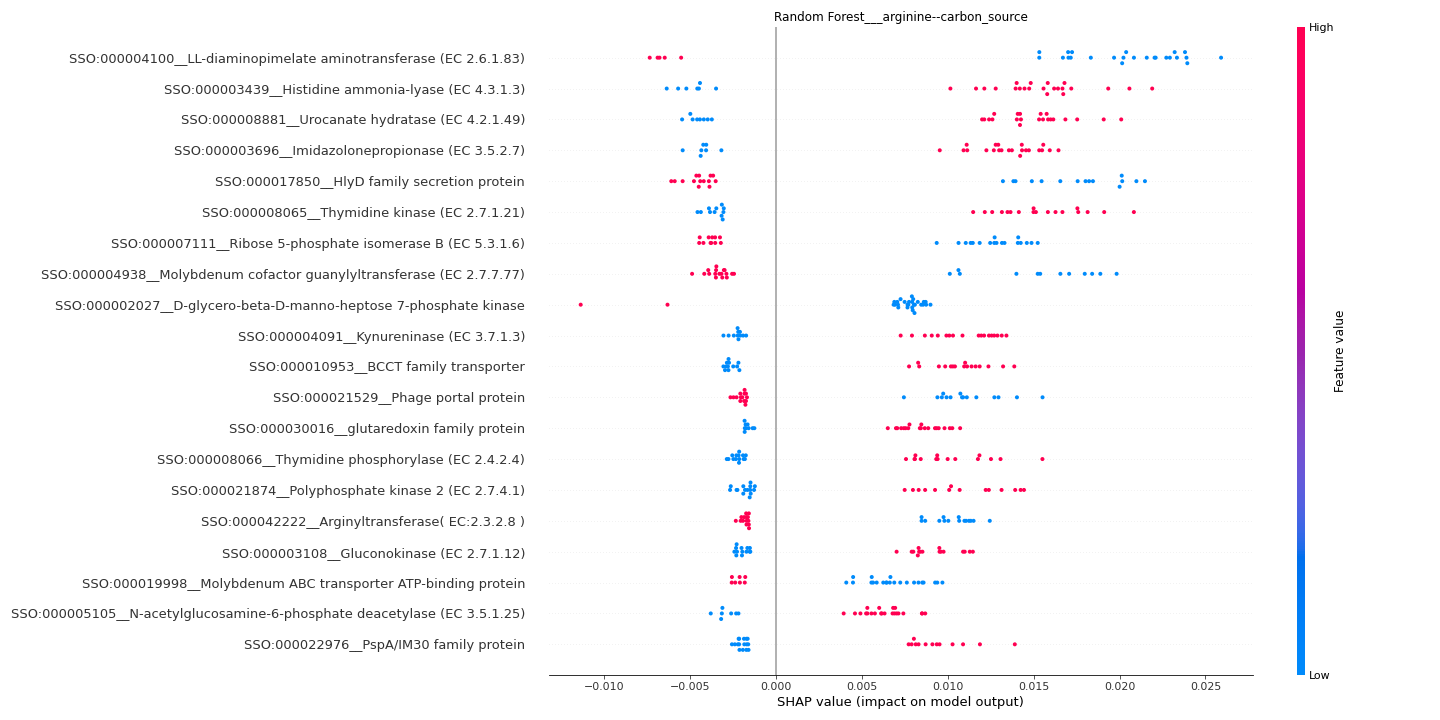 Random Forest___arginine--carbon_source
High
SSO:000004100__LL-diaminopimelate aminotransferase (EC 2.6.1.83)
SSO:000003439__Histidine ammonia-lyase (EC 4.3.1.3)
SSO:000008881__Urocanate hydratase (EC 4.2.1.49)
SSO:000003696__Imidazolonepropionase (EC 3.5.2.7)
SSO:000017850__HlyD family secretion protein
SSO:000008065__Thymidine kinase (EC 2.7.1.21)
SSO:000007111__Ribose 5-phosphate isomerase B (EC 5.3.1.6)
SSO:000004938__Molybdenum cofactor guanylyltransferase (EC 2.7.7.77)
SSO:000002027__D-glycero-beta-D-manno-heptose 7-phosphate kinase
SSO:000004091__Kynureninase (EC 3.7.1.3)
SSO:000010953__BCCT family transporter
SSO:000021529__Phage portal protein
SSO:000030016__glutaredoxin family protein
SSO:000008066__Thymidine phosphorylase (EC 2.4.2.4)
SSO:000021874__Polyphosphate kinase 2 (EC 2.7.4.1)
SSO:000042222__Arginyltransferase( EC:2.3.2.8 )
SSO:000003108__Gluconokinase (EC 2.7.1.12)
SSO:000019998__Molybdenum ABC transporter ATP-binding protein
SSO:000005105__N-acetylglucosamine-6-phosphate deacetylase (EC 3.5.1.25)
SSO:000022976__PspA/IM30 family protein
Feature value
Low
−0.010 −0.005 0.000 0.005 0.010 0.015 0.020 0.025
SHAP value (impact on model output)